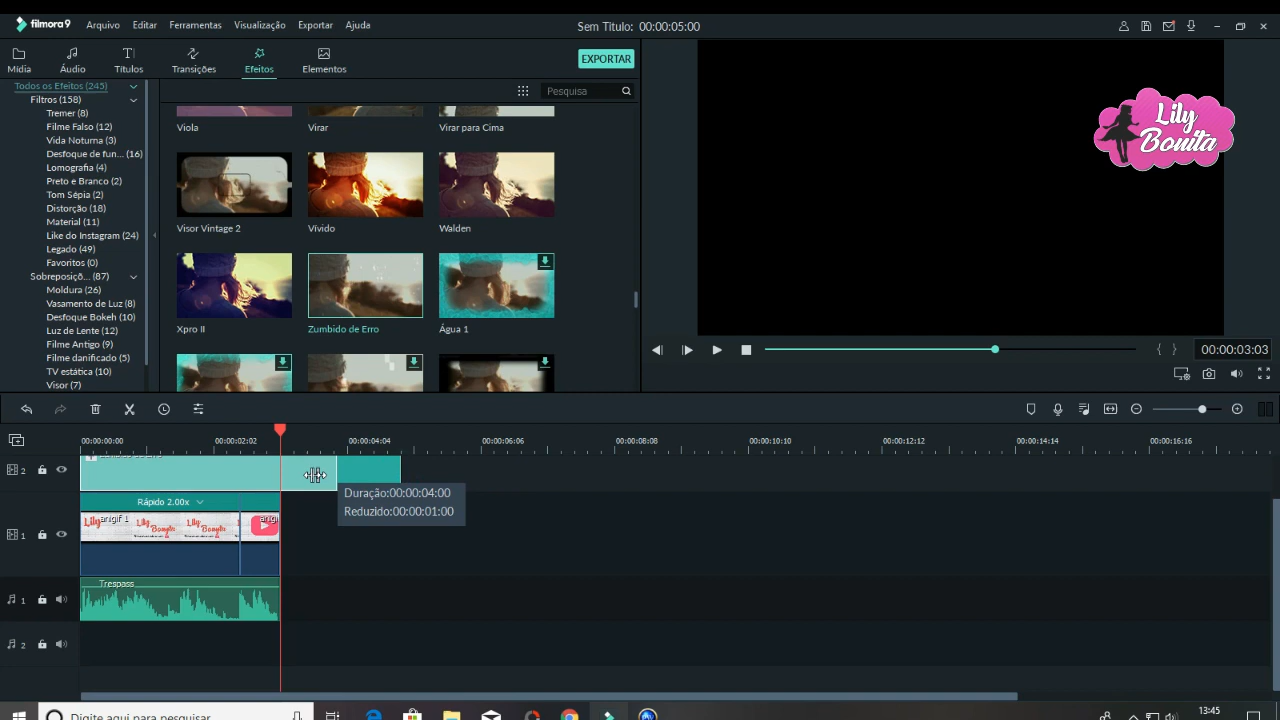 filmora9
Arquivo
Editar
Ferramentas
Visualização
Exportar
Ajuda
Sem Titulo: 00:00:05:00
Mídia
Áudio
Títulos
Transições
Efeitos
Elementos
EXPORTAR
Todos os Efeitos (245)
Filtros (158)
Tremer (8)
Filme Falso (12)
Vida Noturna (3)
Desfoque de fun... (16)
Lomografia (4)
Preto e Branco (2)
Tom Sépia (2)
Distorção (18)
Material (11)
Like do Instagram (24)
Legado (49)
Favoritos (0)
Sobreposiçõ... (87)
Moldura (26)
Vasamento de Luz (8)
Desfoque Bokeh (10)
Luz de Lente (12)
Filme Antigo (9)
Filme danificado (5)
TV estática (10)
Visor (7)
Pesquisa
Viola
Virar
Virar para Cima
Visor Vintage 2
Vívido
Walden
Xpro II
Zumbido de Erro
Água 1
Lily
Bonita
00:00:03:03
00:00:00:00
00:00:02:02
00:00:04:04
00:00:06:06
00:00:08:08
00:00:10:10
00:00:12:12
00:00:14:14
00:00:16:16
2
Duração:00:00:04:00
Reduzido:00:00:01:00
Rápido 2.00x
anigif 1
1
Trespass
1
2
Digite aqui para pesquisar
13:45